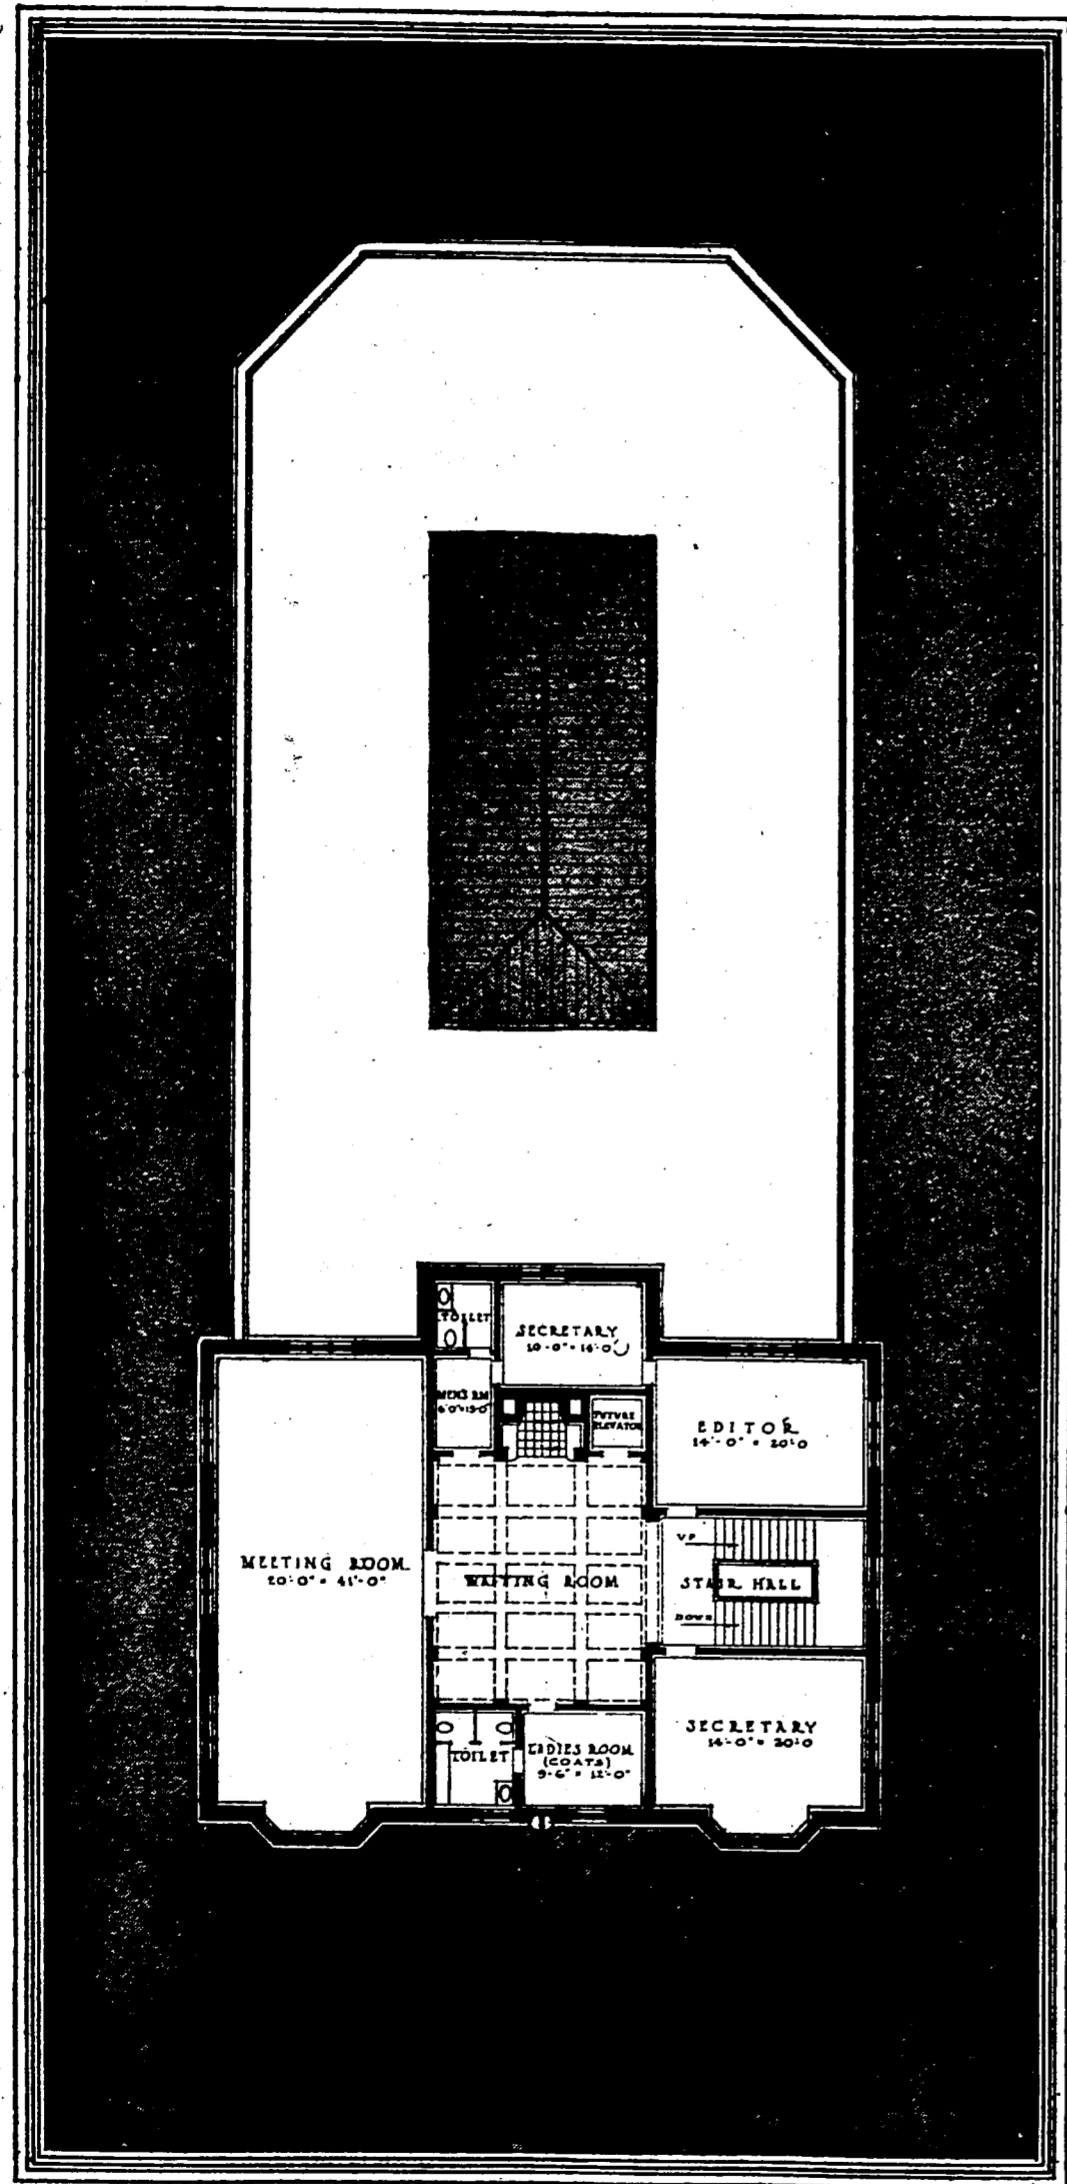 TOILET
SECRETARY
10'-0" × 14'-0"
MEN'S RM
FUTURE
ELEVATOR
EDITOR
14'-0" × 20'-0
UP
MEETING ROOM
20'-0" × 41'-0"
WAITING ROOM
STAIR HALL
DOWN
SECRETARY
14'-0" × 20'-0
TOILET
LADIES ROOM
(COATS)
9'-6" × 12'-0"